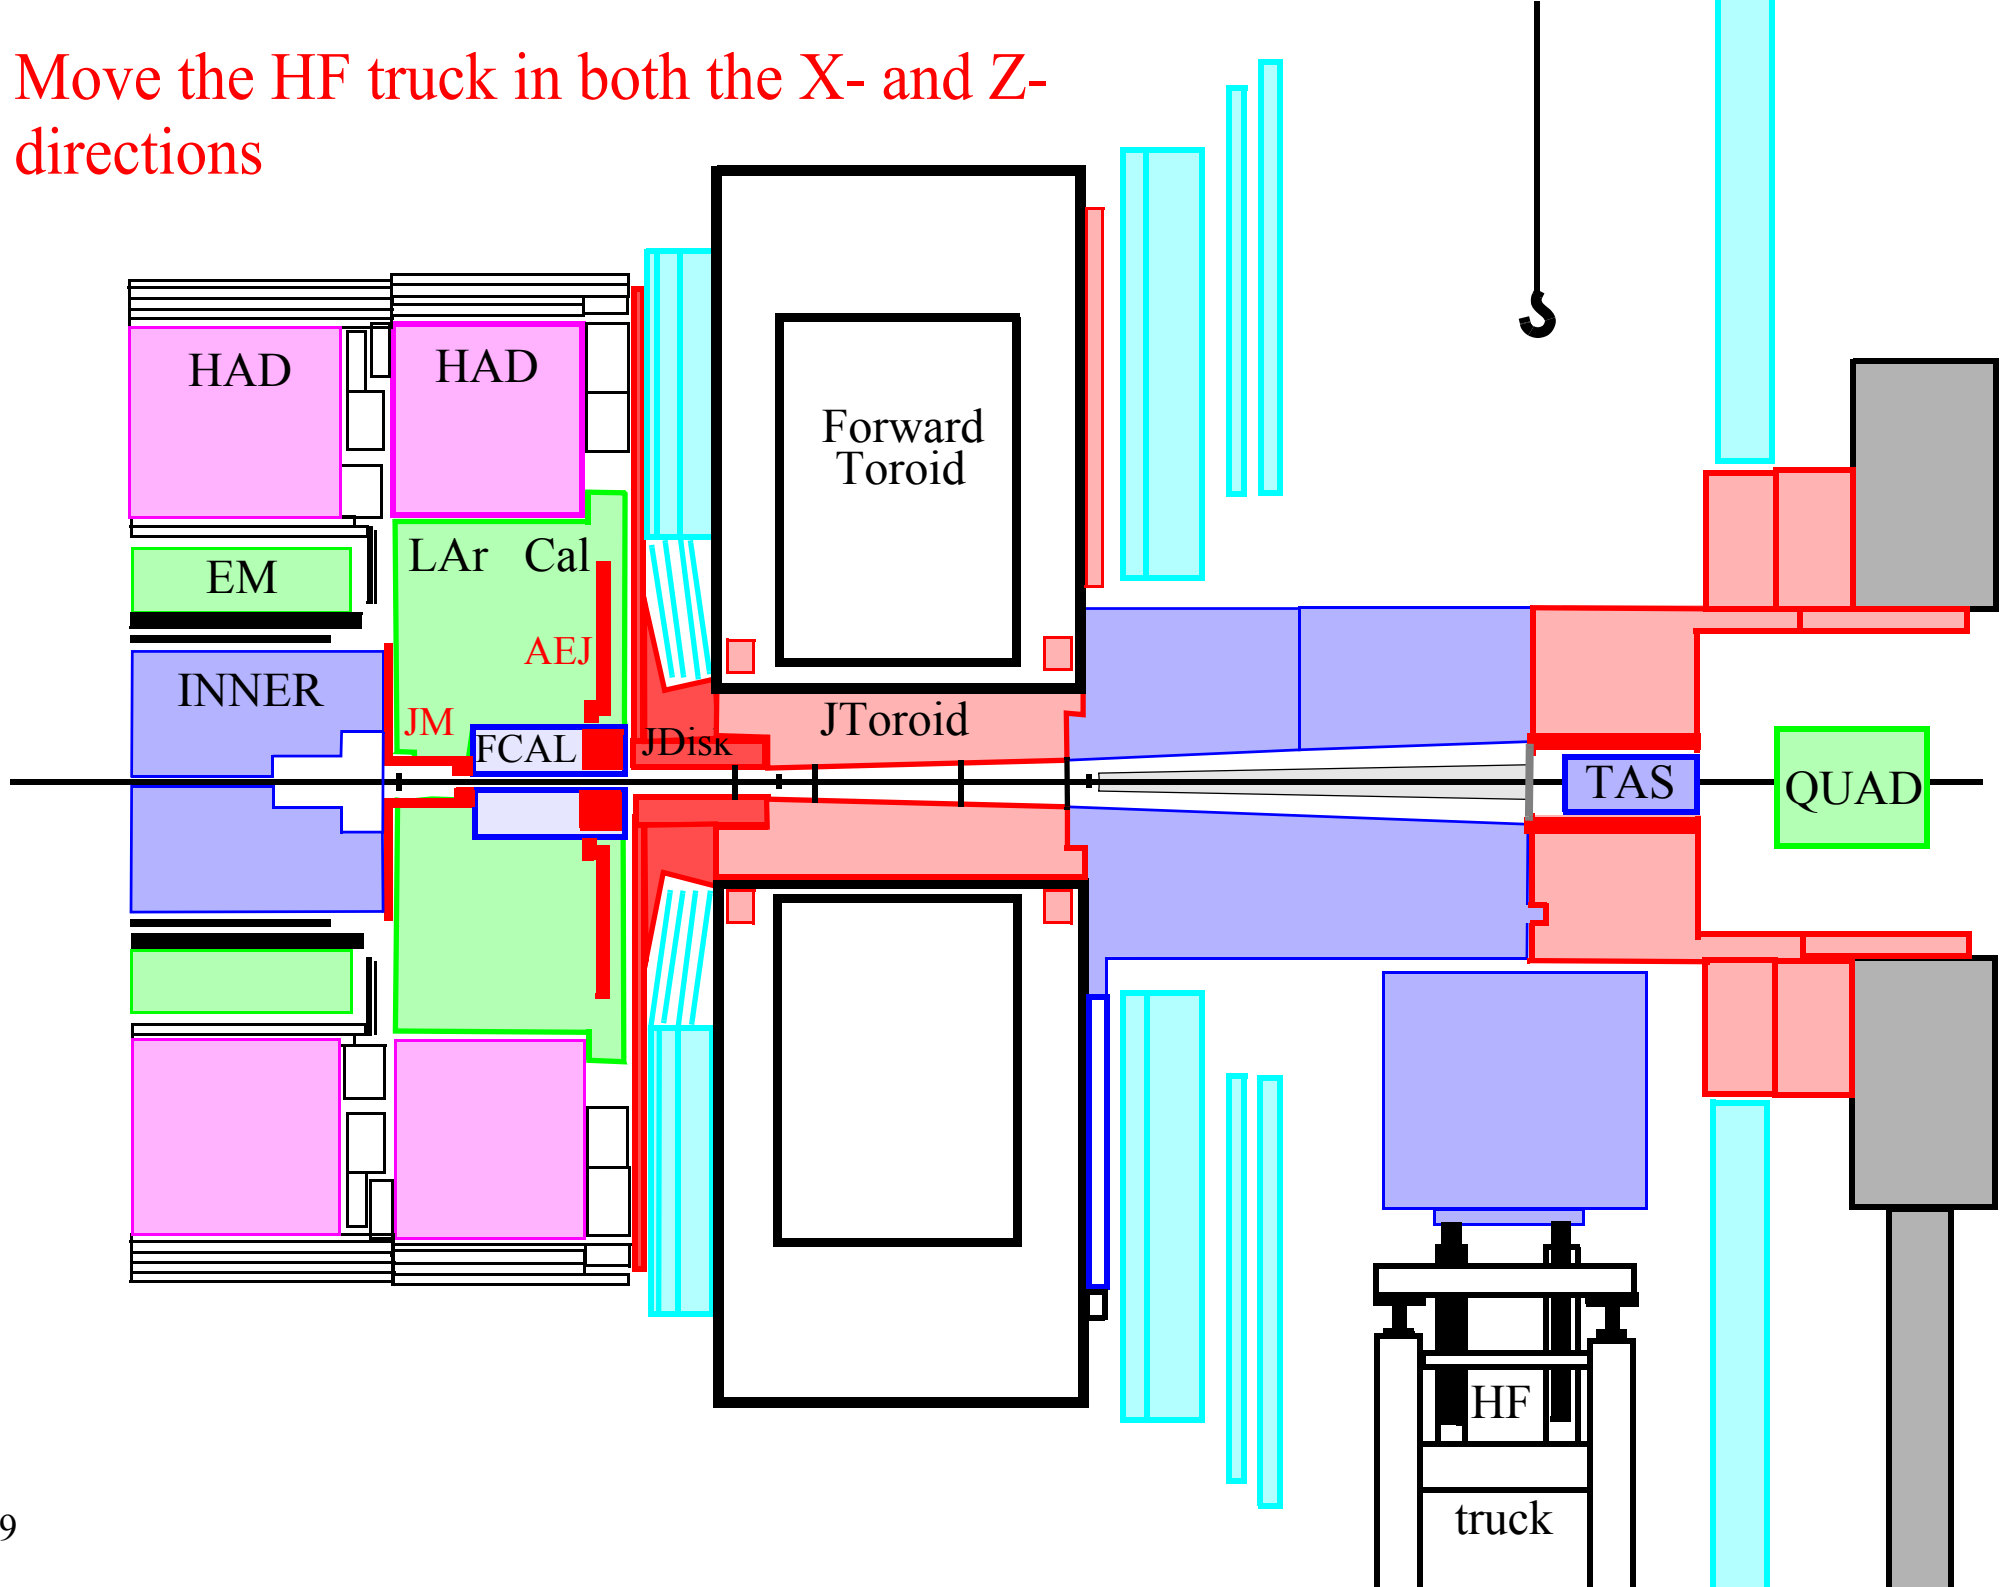 Move the HF truck in both the X- and Z-
directions
HAD
HAD
Forward
Toroid
LAr Cal
EM
AEJ
INNER
JM
FCAL
JDisk
JToroid
TAS
QUAD
HF
truck
9